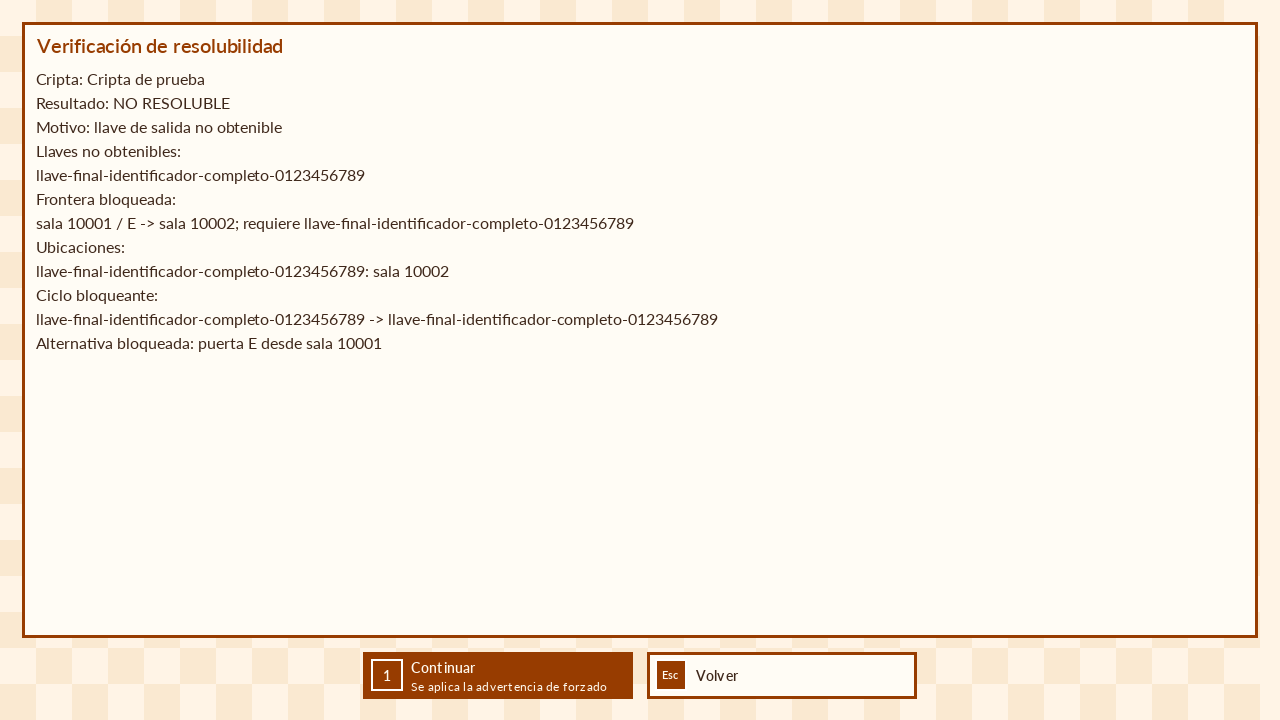 Verificación de resolubilidad
Cripta: Cripta de prueba
Resultado: NO RESOLUBLE
Motivo: llave de salida no obtenible
Llaves no obtenibles:
llave-final-identificador-completo-0123456789
Frontera bloqueada:
sala 10001 / E -> sala 10002; requiere llave-final-identificador-completo-0123456789
Ubicaciones:
llave-final-identificador-completo-0123456789: sala 10002
Ciclo bloqueante:
llave-final-identificador-completo-0123456789 -> llave-final-identificador-completo-0123456789
Alternativa bloqueada: puerta E desde sala 10001
1 Continuar
Se aplica la advertencia de forzado
Esc Volver